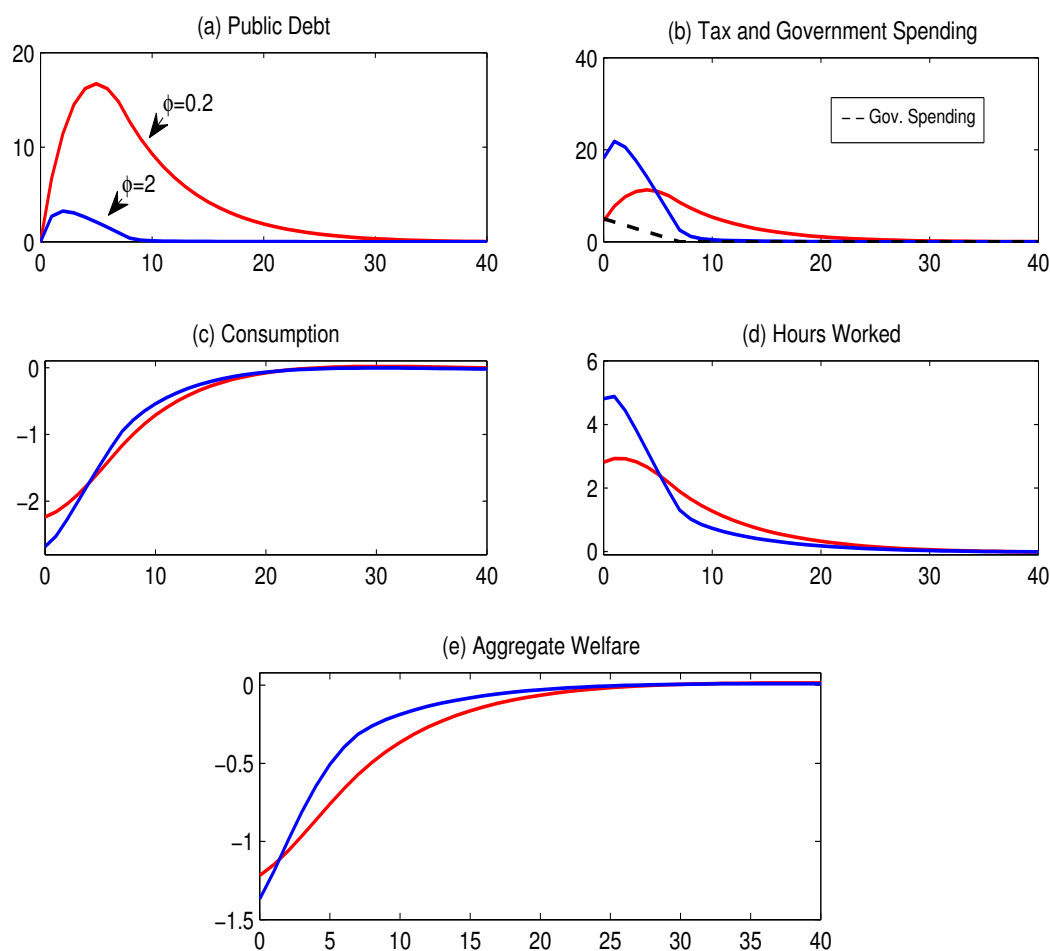 (a) Public Debt
20
10
0
0 10 20 30 40
ϕ=0.2
ϕ=2
(b) Tax and Government Spending
40
20
0
0 10 20 30 40
Gov. Spending
(c) Consumption
0
−1
−2
0 10 20 30 40
(d) Hours Worked
6
4
2
0
0 10 20 30 40
(e) Aggregate Welfare
0
−0.5
−1
−1.5
0 5 10 15 20 25 30 35 40